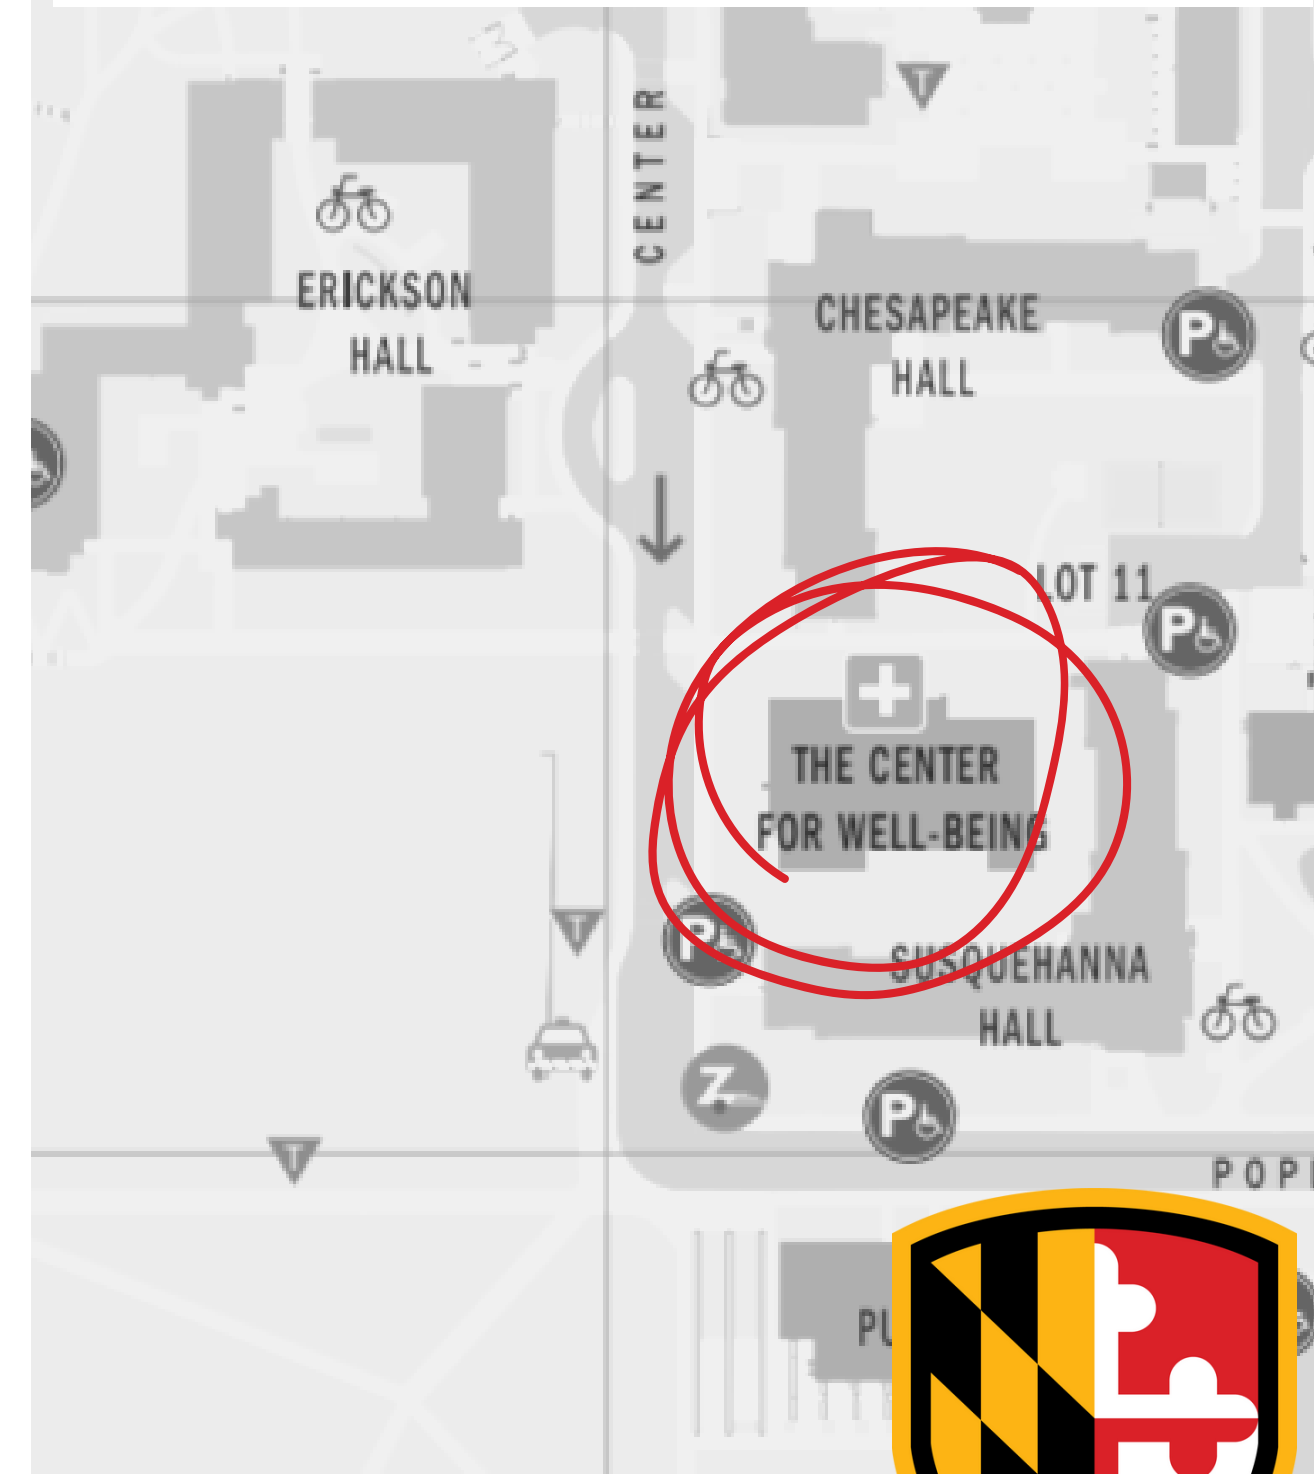 CENTER
ERICKSON
HALL
CHESAPEAKE
HALL
LOT 11
THE CENTER
FOR WELL-BEING
SUSQUEHANNA
HALL
T
T
T
P
P
P
P
Z